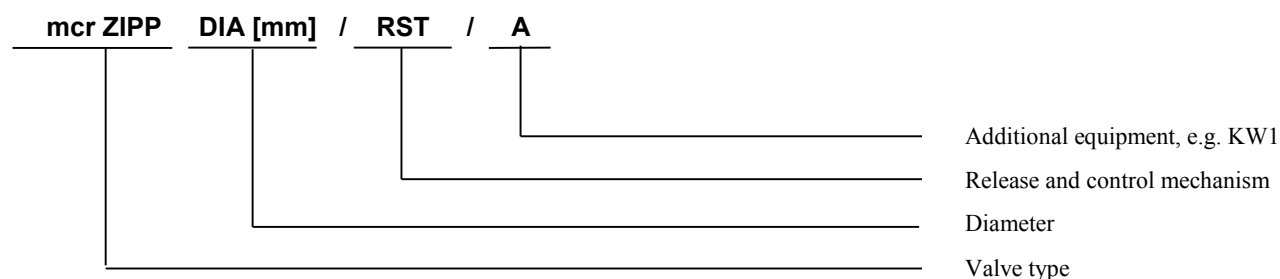 mcr ZIPP DIA [mm] / RST / A
Additional equipment, e.g. KW1
Release and control mechanism
Diameter
Valve type